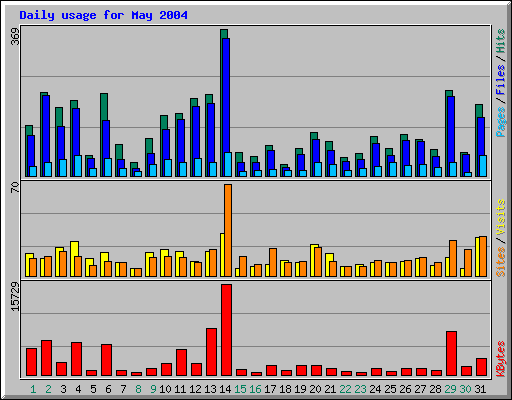 Daily usage for May 2004
369
Pages / Files / Hits
70
Sites / Visits
15729
KBytes
1 2 3 4 5 6 7 8 9 10 11 12 13 14 15 16 17 18 19 20 21 22 23 24 25 26 27 28 29 30 31